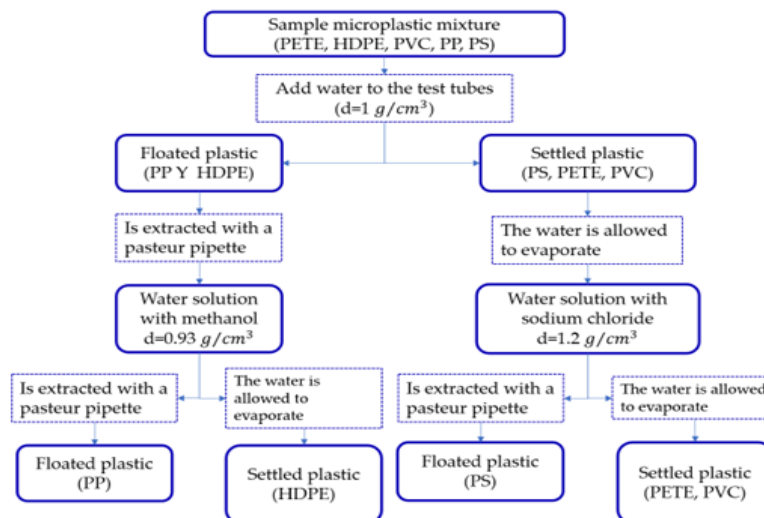 Sample microplastic mixture
(PETE, HDPE, PVC, PP, PS)
Add water to the test tubes
(d=1 g/cm³)
Floated plastic
(PP Y HDPE)
Settled plastic
(PS, PETE, PVC)
Is extracted with a
pasteur pipette
The water is allowed
to evaporate
Water solution
with methanol
d=0.93 g/cm³
Water solution with
sodium chloride
d=1.2 g/cm³
Is extracted with a
pasteur pipette
The water is
allowed to
evaporate
Is extracted with a
pasteur pipette
The water is allowed
to evaporate
Floated plastic
(PP)
Settled plastic
(HDPE)
Floated plastic
(PS)
Settled plastic
(PETE, PVC)